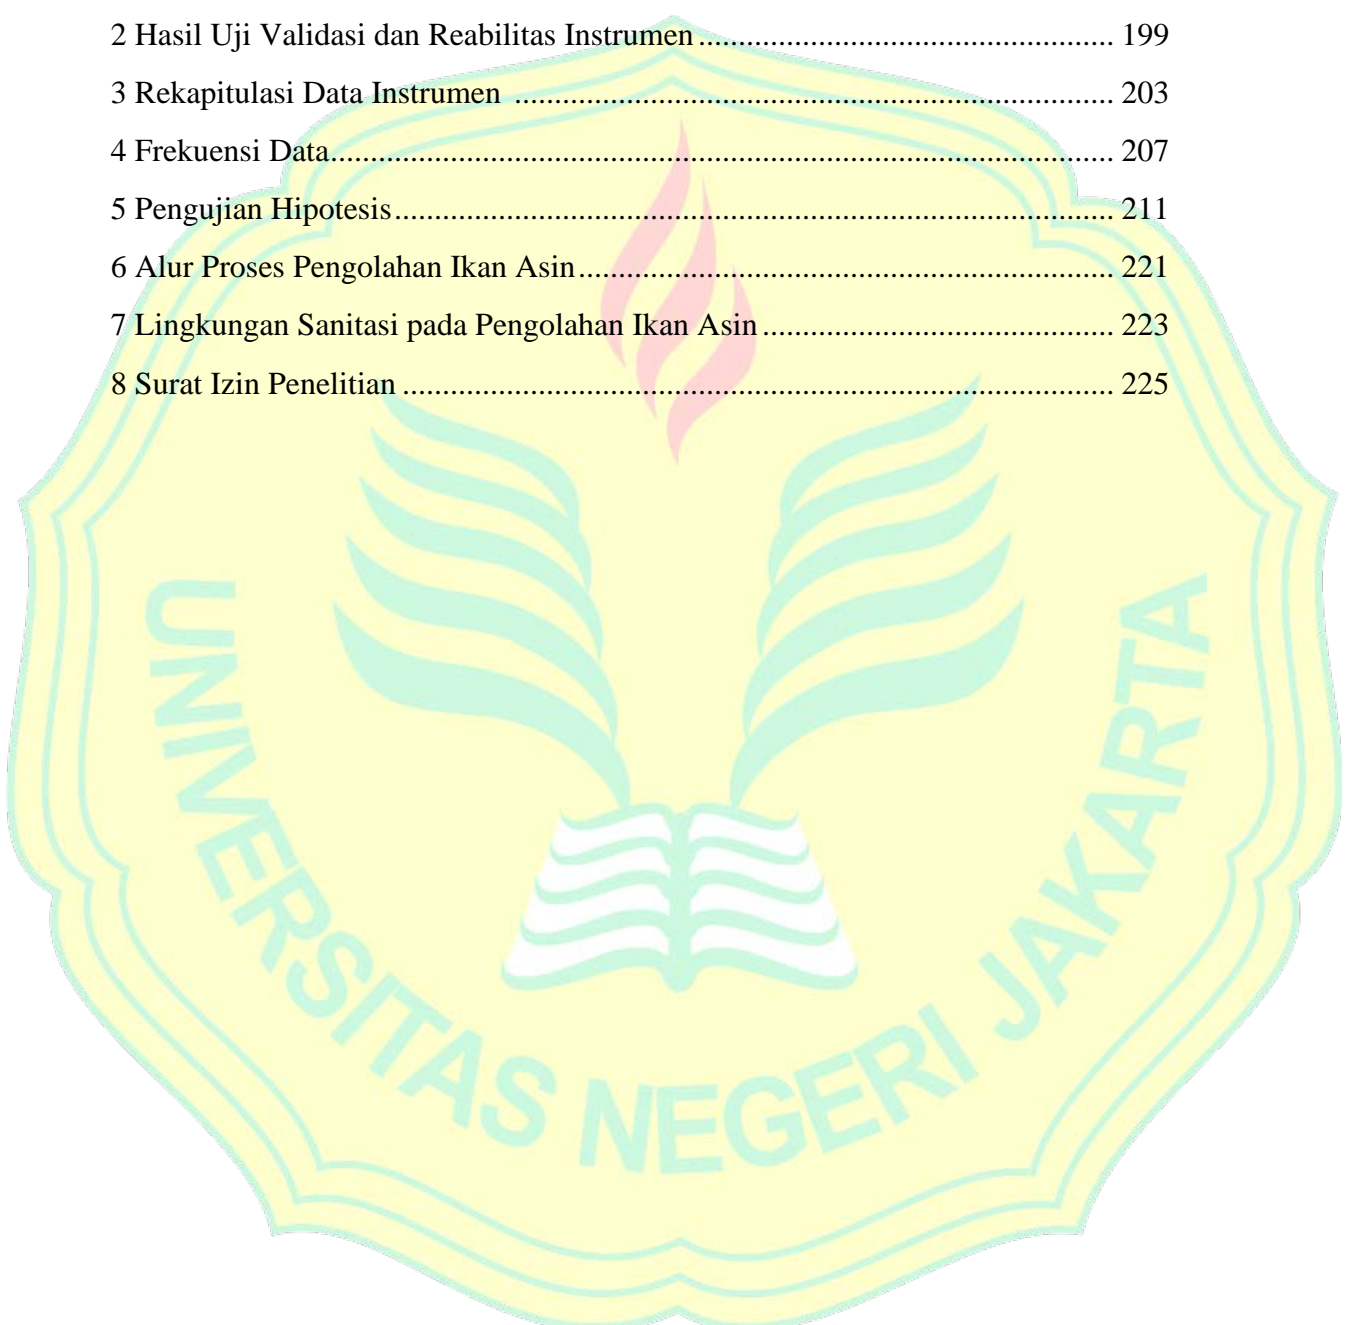 2 Hasil Uji Validasi dan Reabilitas Instrumen .................................................. 199
3 Rekapitulasi Data Instrumen .......................................................................... 203
4 Frekuensi Data................................................................................................ 207
5 Pengujian Hipotesis......................................................................................... 211
6 Alur Proses Pengolahan Ikan Asin.................................................................. 221
7 Lingkungan Sanitasi pada Pengolahan Ikan Asin ........................................... 223
8 Surat Izin Penelitian ........................................................................................ 225
UNIVERSITAS NEGERI JAKARTA